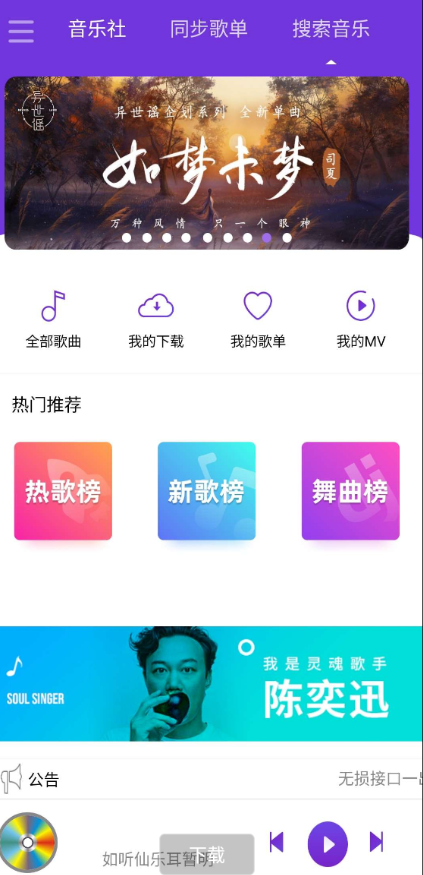 音乐社 同步歌单 搜索音乐
异世谣
异世谣企划系列 全新单曲
如梦未梦
司夏
万种风情 只一个眼神
全部歌曲 我的下载 我的歌单 我的MV
热门推荐
热歌榜 新歌榜 舞曲榜
dj
我是灵魂歌手
SOUL SINGER
陈奕迅
公告 无损接口一出
如听仙乐耳暂明
下载